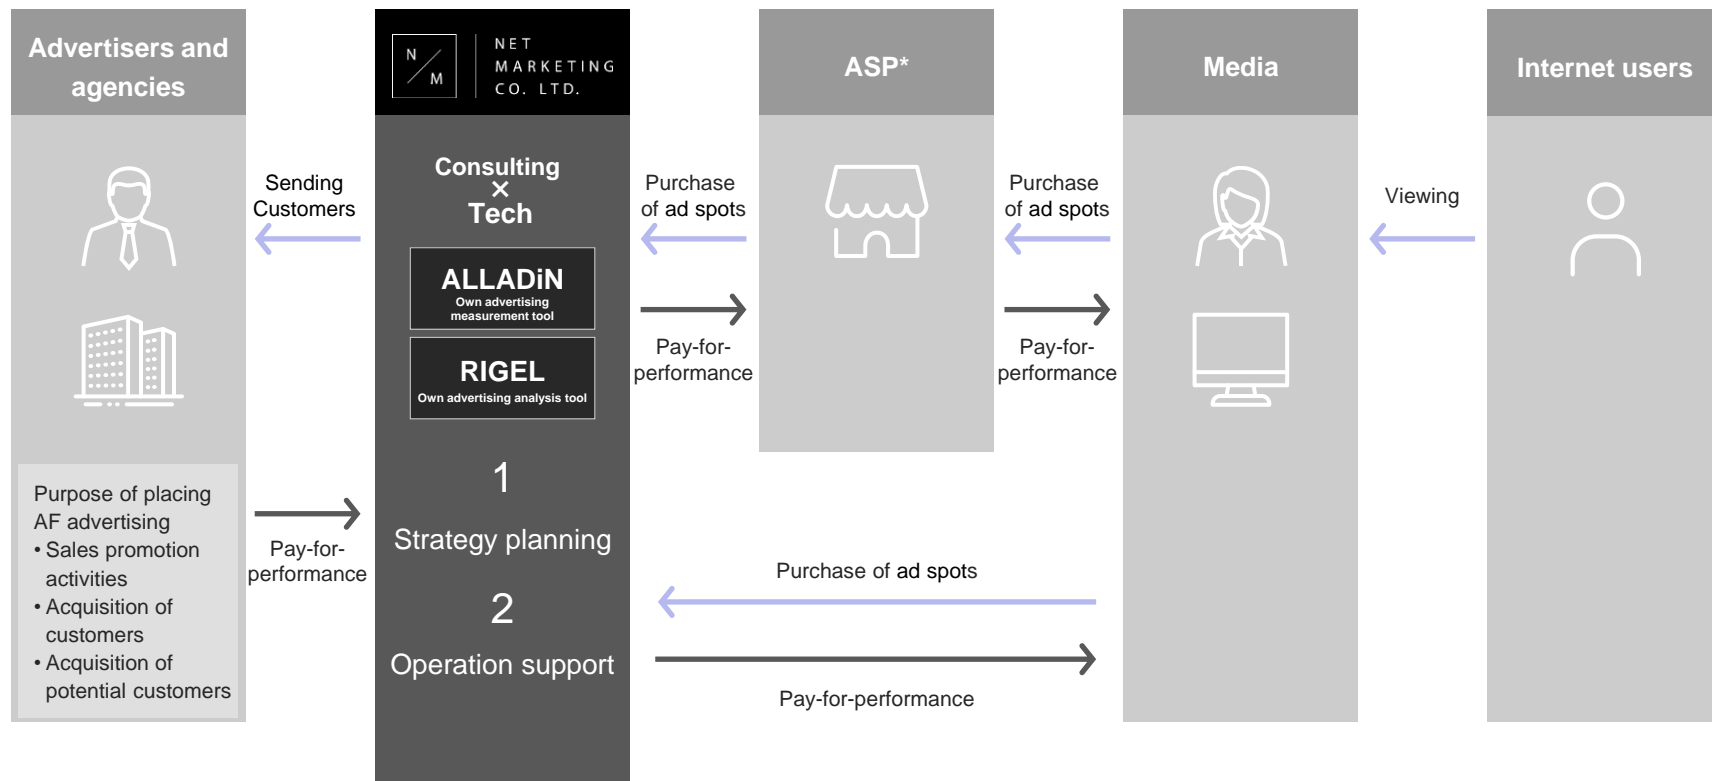 Advertisers and
agencies
N
M
NET
MARKETING
CO. LTD.
ASP*
Media
Internet users
Sending
Customers
Consulting
×
Tech
ALLADiN
Own advertising
measurement tool
RIGEL
Own advertising analysis tool
1
Strategy planning
2
Operation support
Purchase
of ad spots
Pay-for-
performance
Purchase
of ad spots
Pay-for-
performance
Viewing
Purpose of placing
AF advertising
• Sales promotion
activities
• Acquisition of
customers
• Acquisition of
potential customers
Pay-for-
performance
Purchase of ad spots
Pay-for-performance